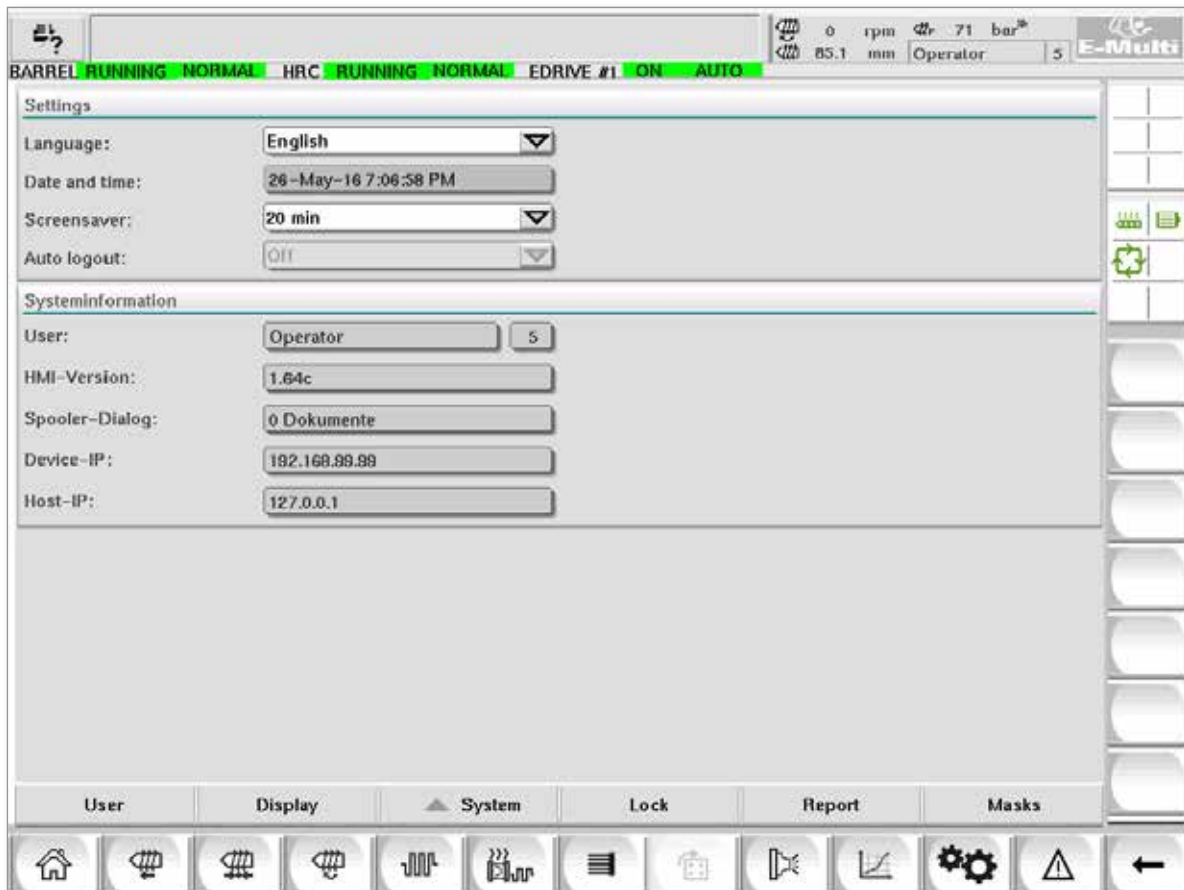 ?
0 rpm 71 bar
85.1 mm Operator 5
E-Multi
BARREL RUNNING NORMAL HRC RUNNING NORMAL EDRIVE #1 ON AUTO
Settings
Language: English
Date and time: 26-May-16 7:06:58 PM
Screensaver: 20 min
Auto logout: Off
Systeminformation
User: Operator 5
HMI-Version: 1.64c
Spooler-Dialog: 0 Dokumente
Device-IP: 192.168.99.99
Host-IP: 127.0.0.1
User Display System Lock Report Masks